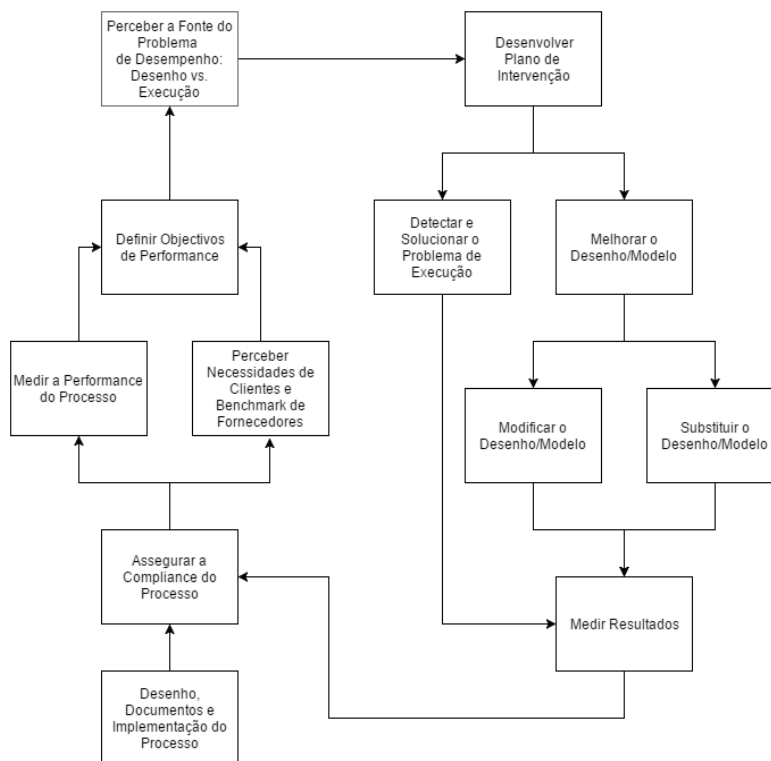 Perceber a Fonte do
Problema
de Desempenho:
Desenho vs.
Execução
Desenvolver
Plano de
Intervenção
Definir Objectivos
de Performance
Detectar e
Solucionar o
Problema de
Execução
Melhorar o
Desenho/Modelo
Medir a Performance
do Processo
Perceber
Necessidades de
Clientes e
Benchmark de
Fornecedores
Modificar o
Desenho/Modelo
Substituir o
Desenho/Modelo
Assegurar a
Compliance do
Processo
Medir Resultados
Desenho,
Documentos e
Implementação do
Processo